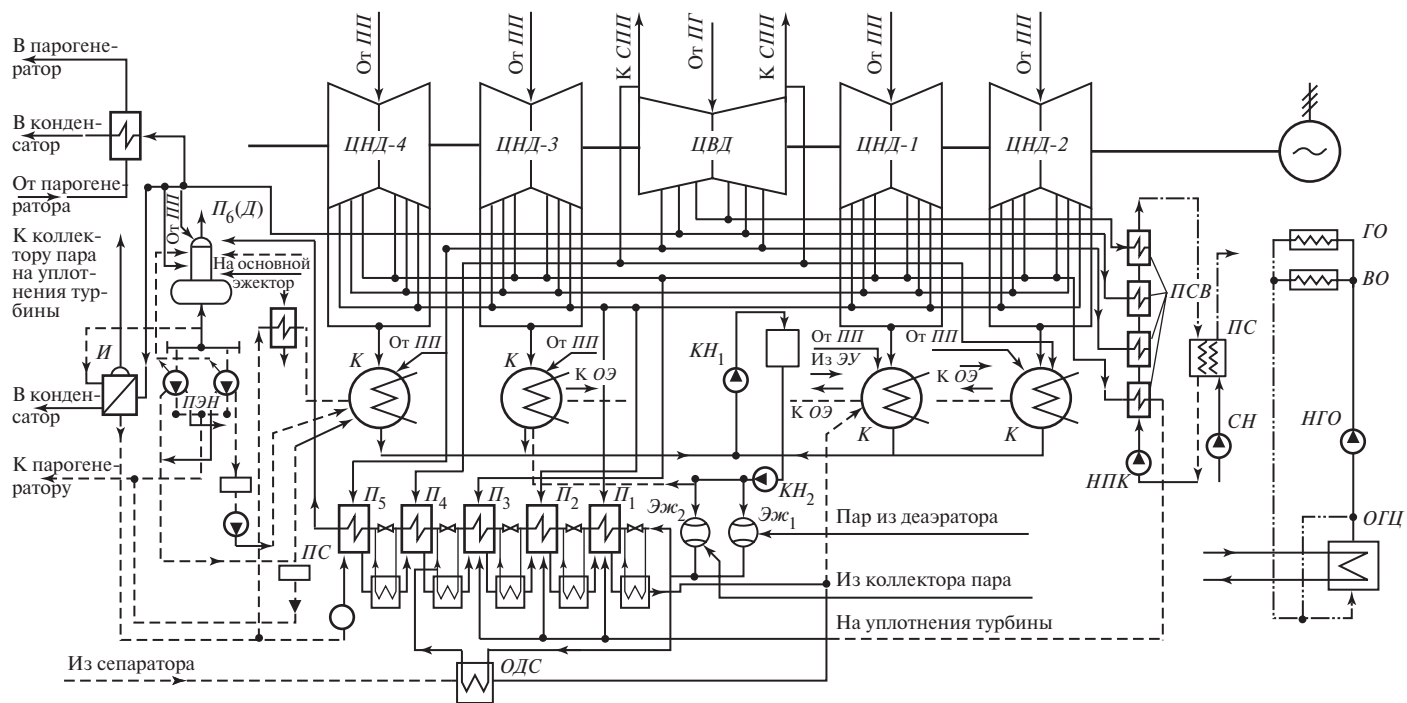 От ПП
От ПП
К СПП
От ПГ
К СПП
От ПП
От ПП
В парогене-
ратор
В конден-
сатор
От парогене-
ратора
К коллек-
тору пара
на уплот-
нения тур-
бины
И
В конден-
сатор
К парогене-
ратору
От ПП
П6(Д)
На основной
эжектор
ПЭН
ПС
ЦНД-4
ЦНД-3
ЦВД
ЦНД-1
ЦНД-2
К
От ПП
К
От ПП
К ОЭ
КН1
От ПП
Из ЭУ
К ОЭ
К
От ПП
К ОЭ
К
ПСВ
ПС
СН
НПК
ГО
ВО
НГО
ОГЦ
П5
П4
П3
П2
П1
Эж2
КН2
Эж1
Пар из деаэратора
Из коллектора пара
На уплотнения турбины
Из сепаратора
ОДС